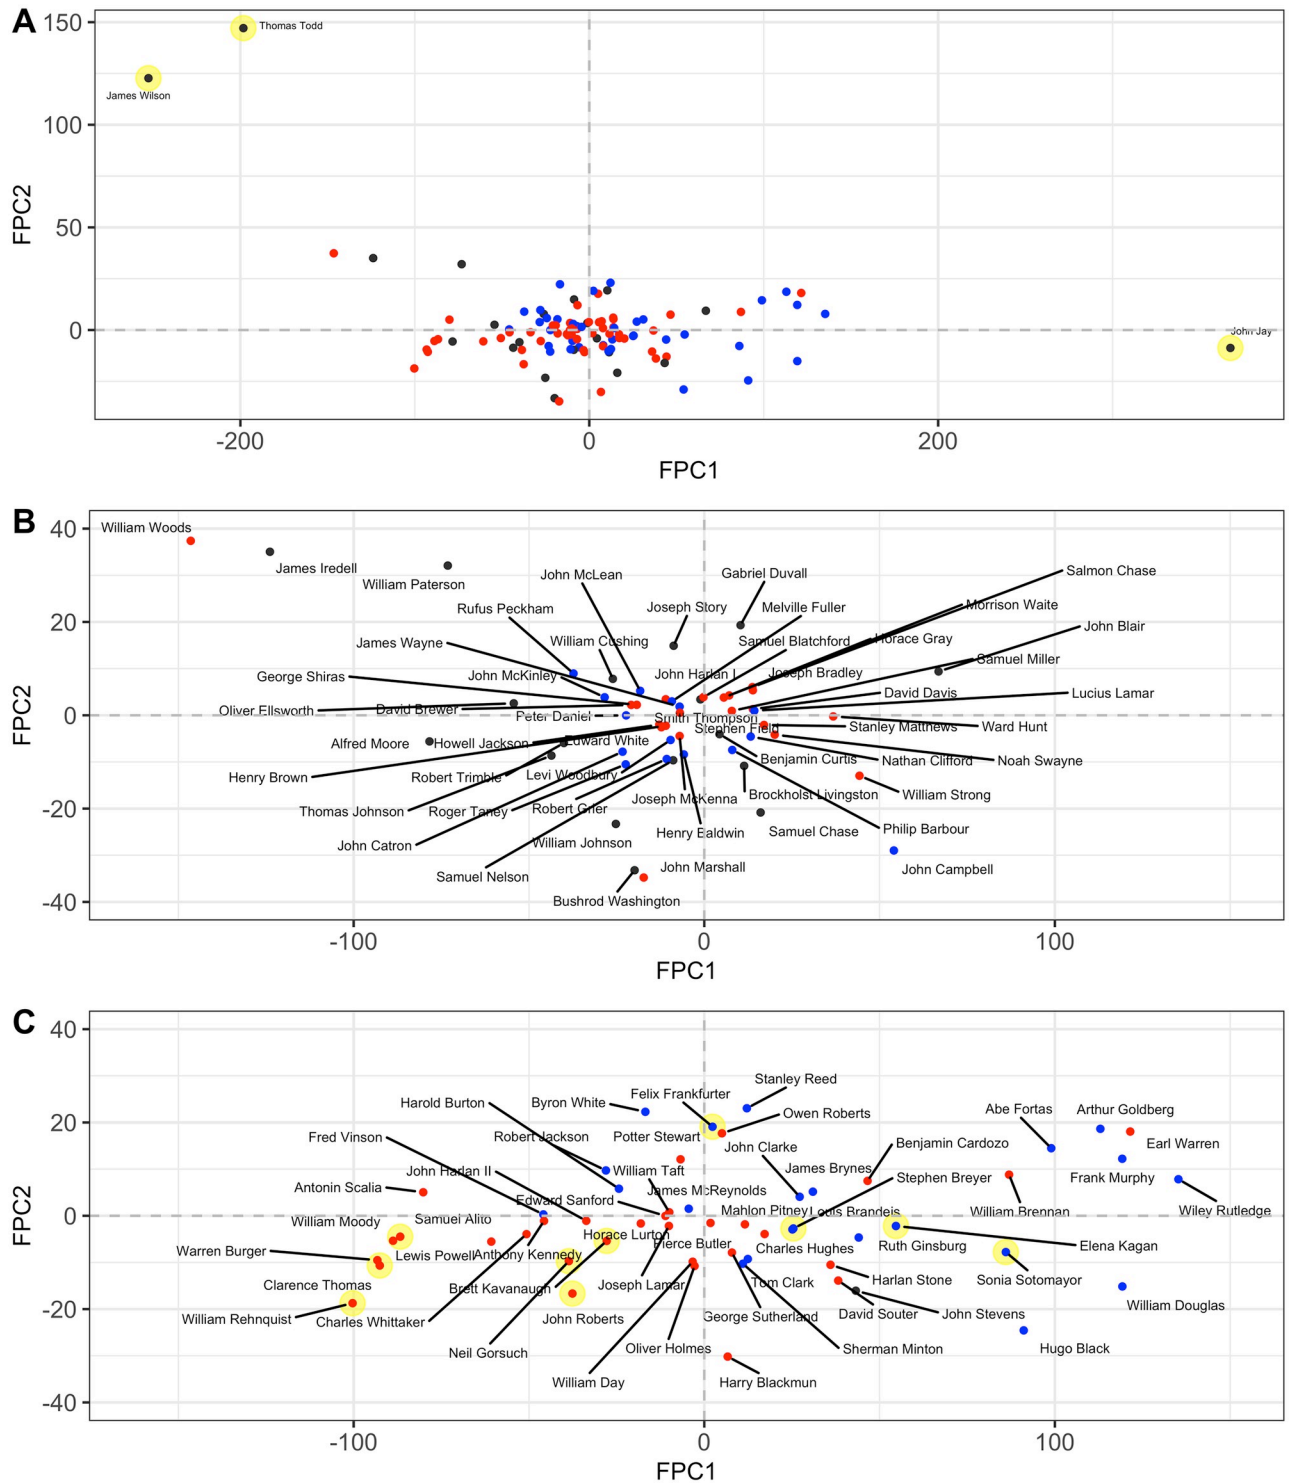 A
150
Thomas Todd
James Wilson
100
50
0
John Jay
FPC2
-200
0
200
FPC1
B
40
William Woods
James Iredell
William Paterson
John McLean
Gabriel Duvall
Salmon Chase
Rufus Peckham
Joseph Story
Melville Fuller
Morrison Waite
20
James Wayne
William Cushing
Samuel Blatchford
Horace Gray
John Blair
George Shiras
John McKinley
John Harlan I
Joseph Bradley
Samuel Miller
Oliver Ellsworth
David Brewer
David Davis
Lucius Lamar
0
Peter Daniel
Smith Thompson
Stephen Field
Stanley Matthews
Ward Hunt
Alfred Moore
Howell Jackson
Edward White
Benjamin Curtis
Nathan Clifford
Noah Swayne
Henry Brown
Robert Trimble
Levi Woodbury
Joseph McKenna
Brockholst Livingston
William Strong
Thomas Johnson
Roger Taney
Robert Grier
-20
John Catron
William Johnson
Henry Baldwin
Samuel Chase
Philip Barbour
Samuel Nelson
John Marshall
John Campbell
Bushrod Washington
-40
FPC2
-100
0
100
FPC1
C
40
Stanley Reed
Harold Burton
Byron White
Felix Frankfurter
Owen Roberts
Abe Fortas
Arthur Goldberg
20
Fred Vinson
Robert Jackson
Potter Stewart
John Clarke
Benjamin Cardozo
Earl Warren
John Harlan II
William Taft
James Brynes
Stephen Breyer
Frank Murphy
Antonin Scalia
Edward Sanford
James McReynolds
William Moody
Samuel Alito
Mahlon Pitney
Louis Brandeis
William Brennan
Wiley Rutledge
0
Horace Lurton
Warren Burger
Lewis Powell
Anthony Kennedy
Pierce Butler
Charles Hughes
Ruth Ginsburg
Elena Kagan
Clarence Thomas
Brett Kavanaugh
Joseph Lamar
Tom Clark
Harlan Stone
Sonia Sotomayor
William Rehnquist
Charles Whittaker
John Roberts
George Sutherland
David Souter
John Stevens
William Douglas
-20
Neil Gorsuch
Oliver Holmes
Sherman Minton
Hugo Black
William Day
Harry Blackmun
-40
FPC2
-100
0
100
FPC1